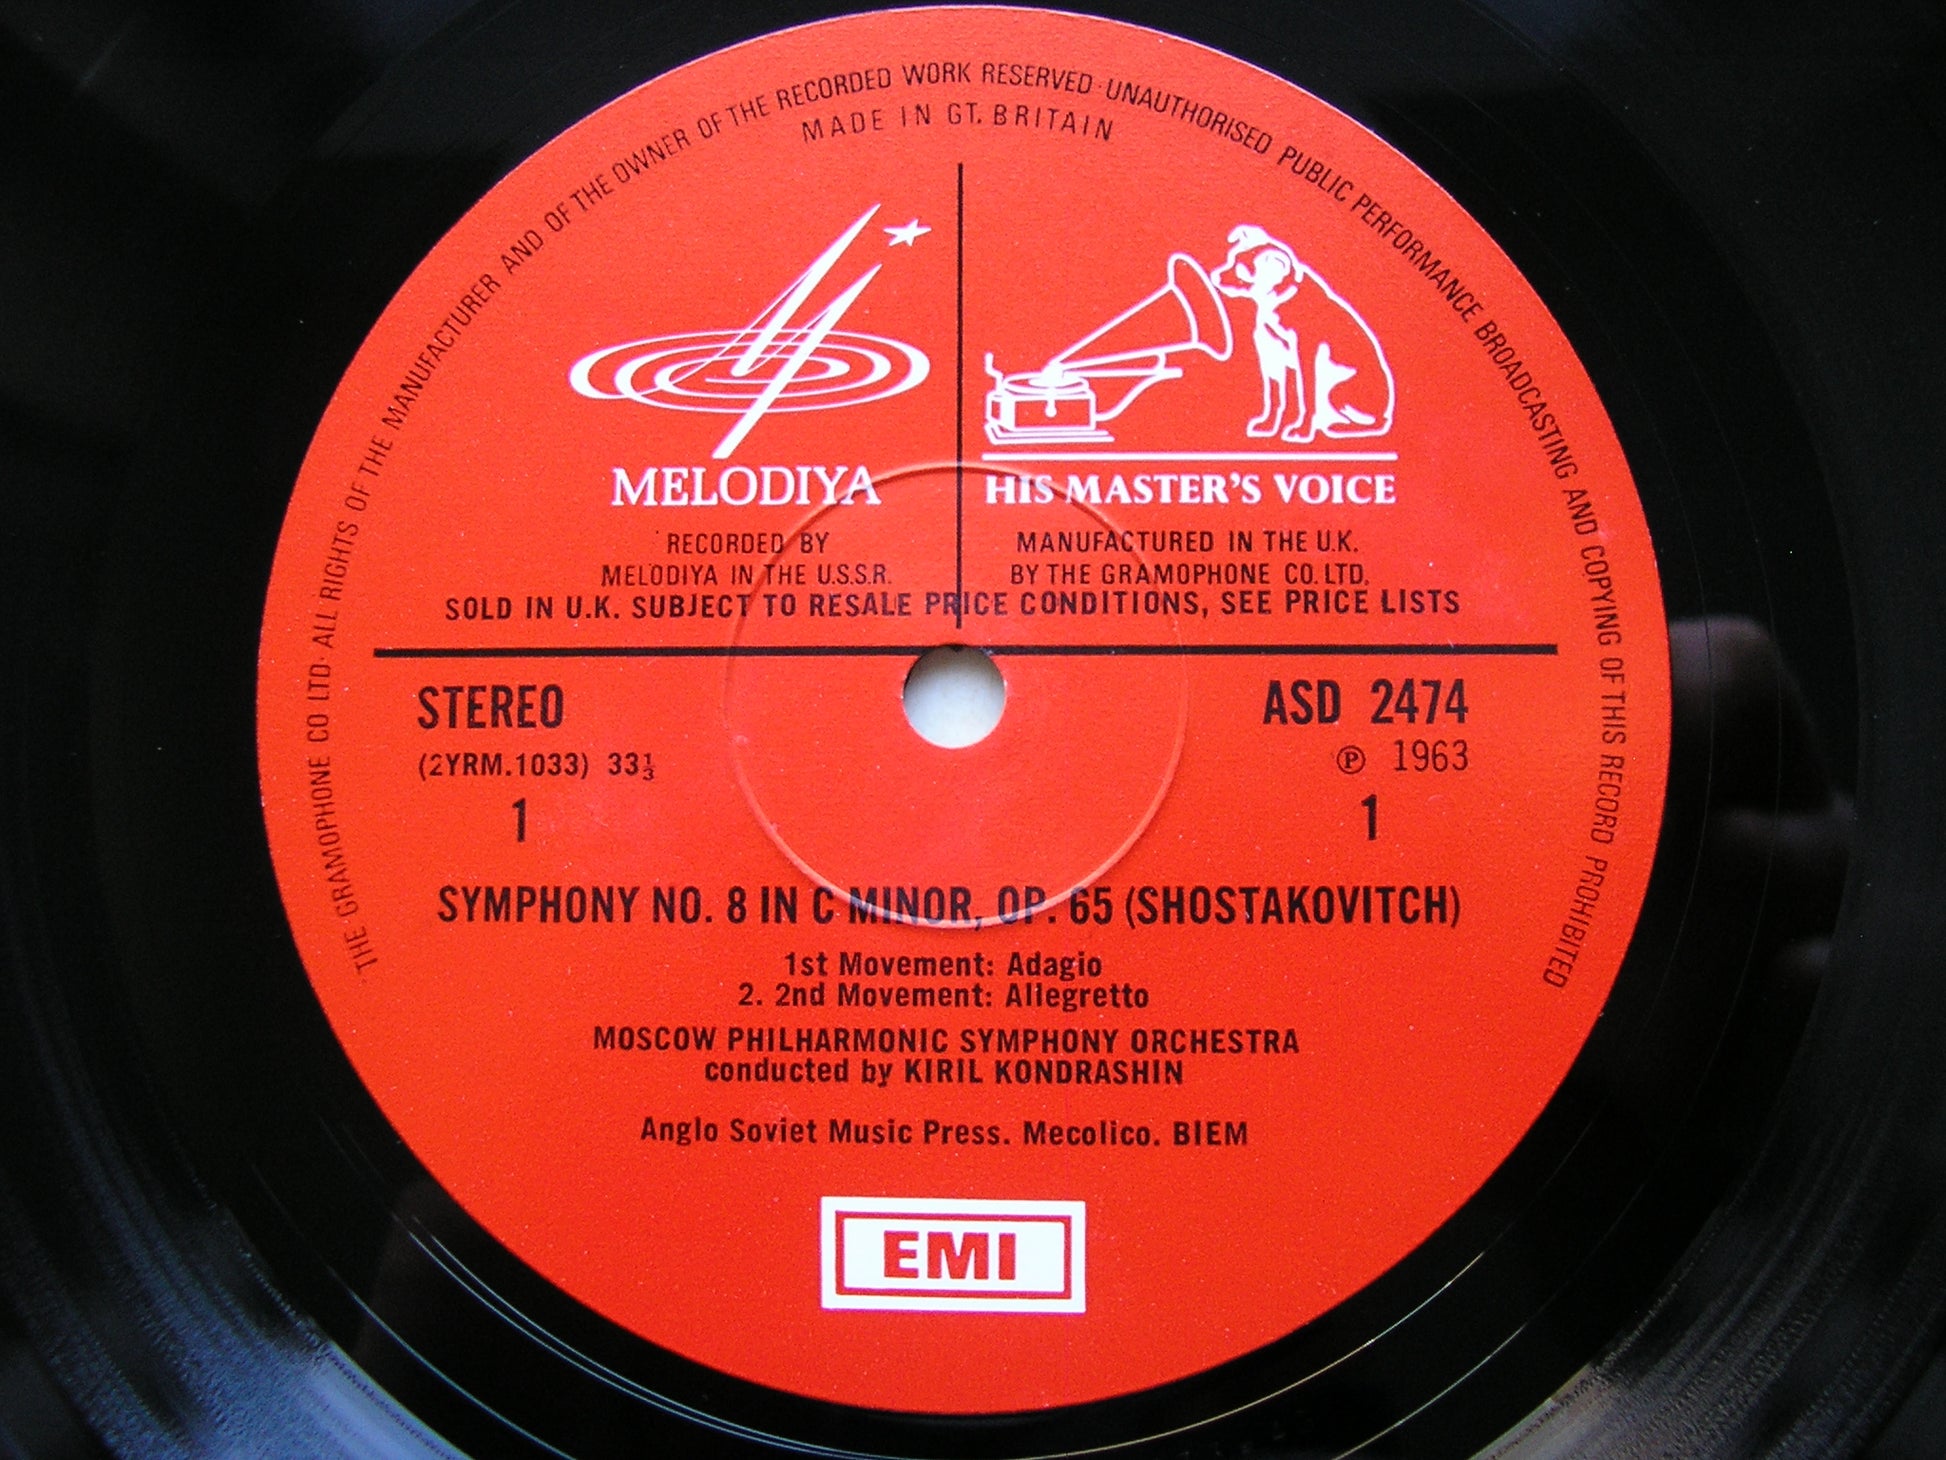 THE GRAMOPHONE CO LTD· ALL RIGHTS OF THE MANUFACTURER AND OF THE OWNER OF THE RECORDED WORK RESERVED·UNAUTHORISED PUBLIC PERFORMANCE BROADCASTING AND COPYING OF THIS RECORD PROHIBITED
MADE IN GT. BRITAIN
MELODIYA
HIS MASTER'S VOICE
RECORDED BY
MELODIYA IN THE U.S.S.R.
MANUFACTURED IN THE U.K.
BY THE GRAMOPHONE CO. LTD.
SOLD IN U.K. SUBJECT TO RESALE PRICE CONDITIONS, SEE PRICE LISTS
STEREO
(2YRM.1033) 33⅓
1
ASD 2474
℗ 1963
1
SYMPHONY NO. 8 IN C MINOR, OP. 65 (SHOSTAKOVITCH)
1st Movement: Adagio
2. 2nd Movement: Allegretto
MOSCOW PHILHARMONIC SYMPHONY ORCHESTRA
conducted by KIRIL KONDRASHIN
Anglo Soviet Music Press. Mecolico. BIEM
EMI